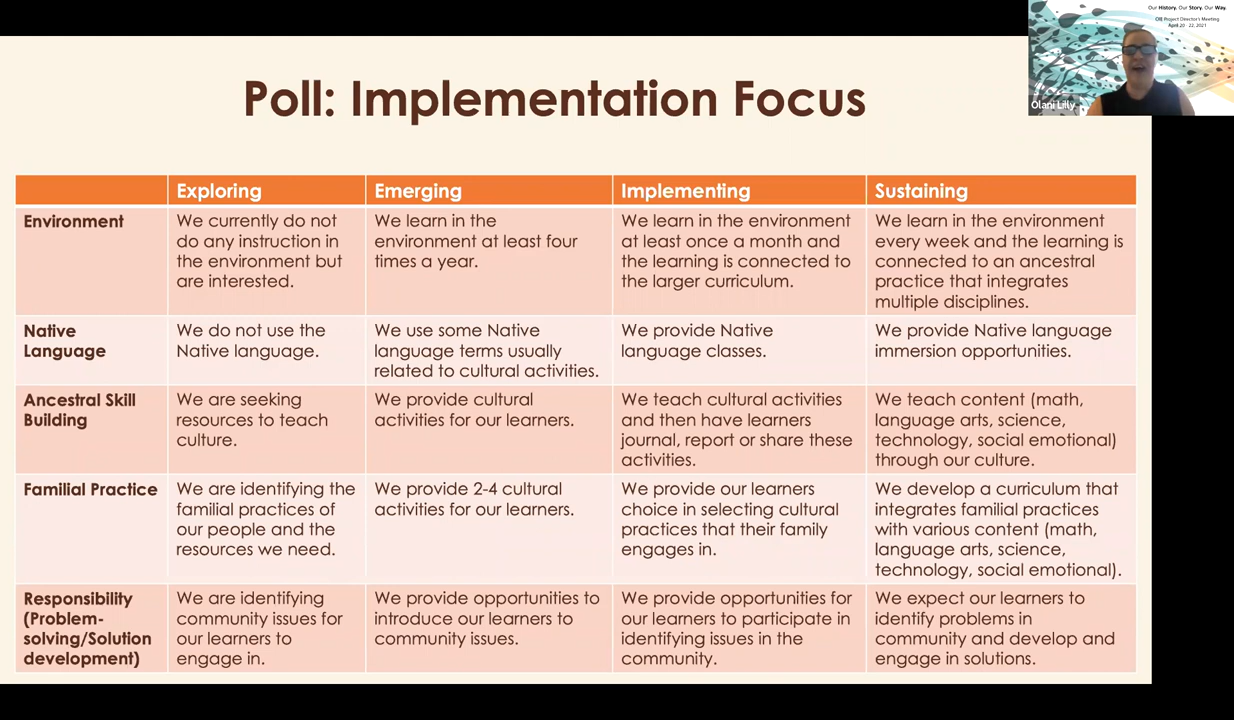 Our History. Our Story. Our Way.
OIE Project Director's Meeting
April 20 - 22, 2021
Olani Lilly
Poll: Implementation Focus
Exploring
Emerging
Implementing
Sustaining
Environment
We currently do not
do any instruction in
the environment but
are interested.
We learn in the
environment at least four
times a year.
We learn in the environment
at least once a month and
the learning is connected to
the larger curriculum.
We learn in the environment
every week and the learning is
connected to an ancestral
practice that integrates
multiple disciplines.
Native
Language
We do not use the
Native language.
We use some Native
language terms usually
related to cultural activities.
We provide Native
language classes.
We provide Native language
immersion opportunities.
Ancestral Skill
Building
We are seeking
resources to teach
culture.
We provide cultural
activities for our learners.
We teach cultural activities
and then have learners
journal, report or share these
activities.
We teach content (math,
language arts, science,
technology, social emotional)
through our culture.
Familial Practice
We are identifying the
familial practices of
our people and the
resources we need.
We provide 2-4 cultural
activities for our learners.
We provide our learners
choice in selecting cultural
practices that their family
engages in.
We develop a curriculum that
integrates familial practices
with various content (math,
language arts, science,
technology, social emotional).
Responsibility
(Problem-
solving/Solution
development)
We are identifying
community issues for
our learners to
engage in.
We provide opportunities to
introduce our learners to
community issues.
We provide opportunities for
our learners to participate in
identifying issues in the
community.
We expect our learners to
identify problems in
community and develop and
engage in solutions.